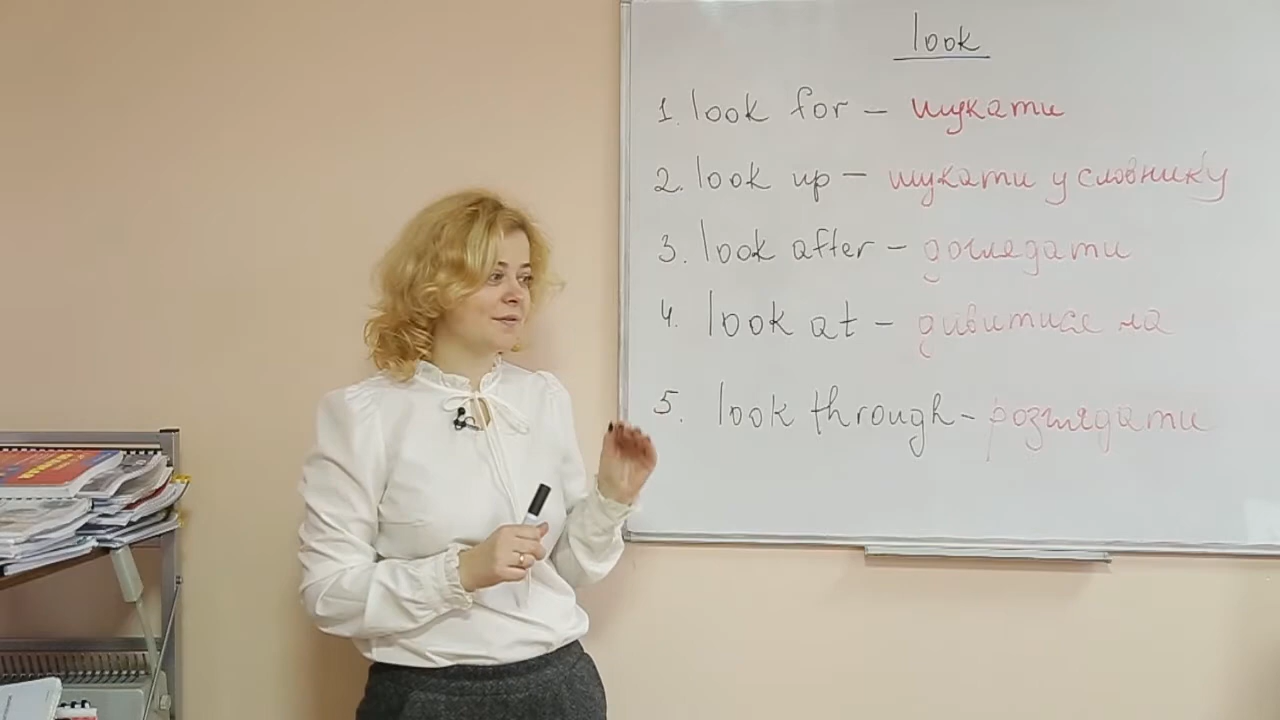 look
1. look for – шукати
2. look up – шукати у словнику
3. look after – доглядати
4. look at – дивитись на
5. look through – розглядати